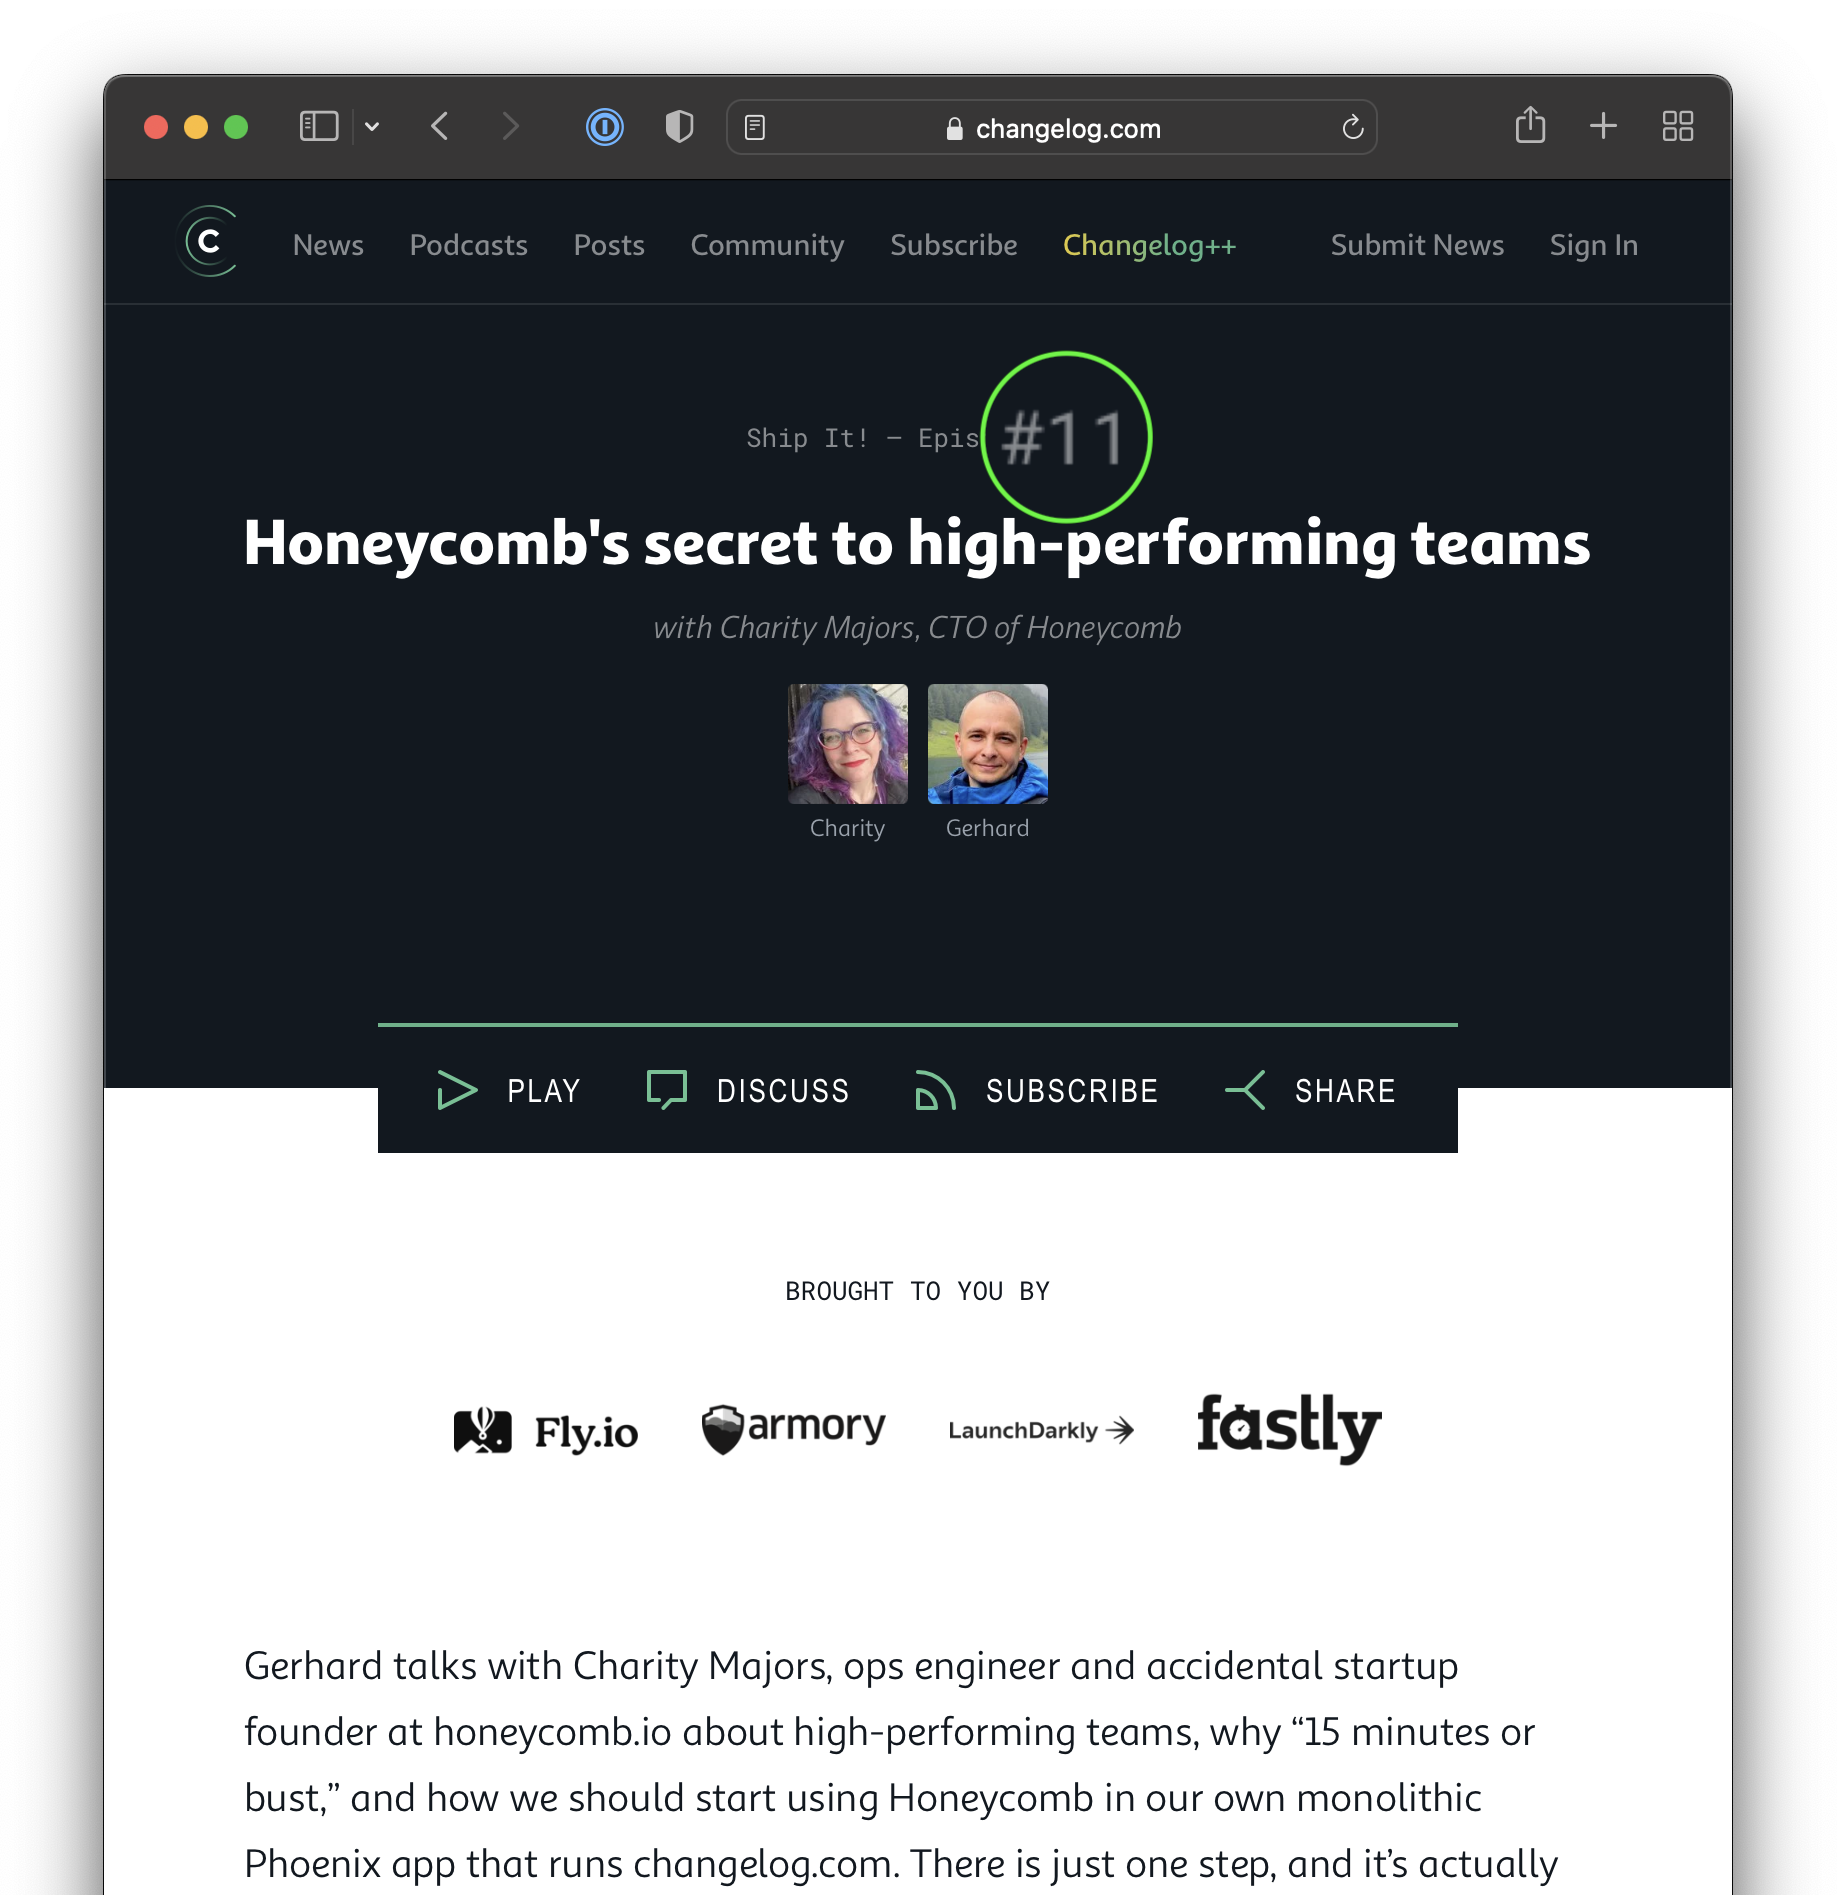 changelog.com
News Podcasts Posts Community Subscribe Changelog++ Submit News Sign In
Ship It! — Epis #11
Honeycomb's secret to high-performing teams
with Charity Majors, CTO of Honeycomb
Charity Gerhard
PLAY DISCUSS SUBSCRIBE SHARE
BROUGHT TO YOU BY
Fly.io armory LaunchDarkly fastly
Gerhard talks with Charity Majors, ops engineer and accidental startup
founder at honeycomb.io about high-performing teams, why “15 minutes or
bust,” and how we should start using Honeycomb in our own monolithic
Phoenix app that runs changelog.com. There is just one step, and it’s actually